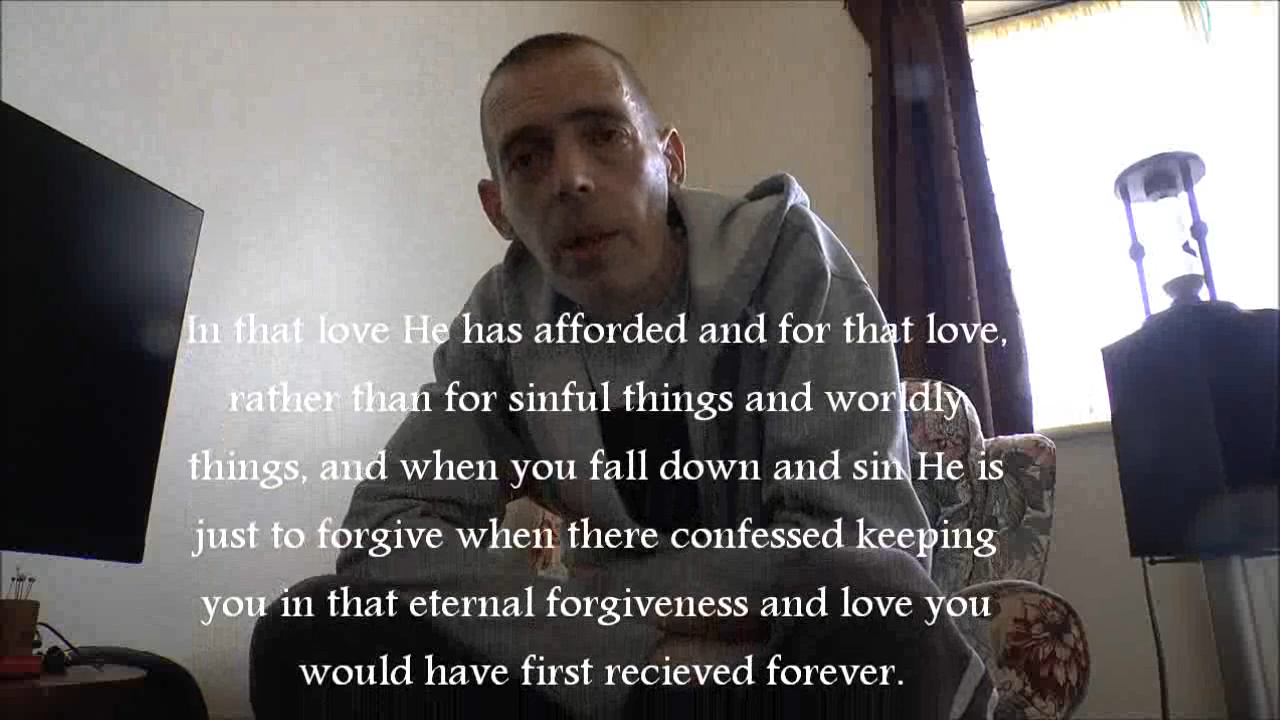 In that love He has afforded and for that love,
rather than for sinful things and worldly
things, and when you fall down and sin He is
just to forgive when there confessed keeping
you in that eternal forgiveness and love you
would have first recieved forever.